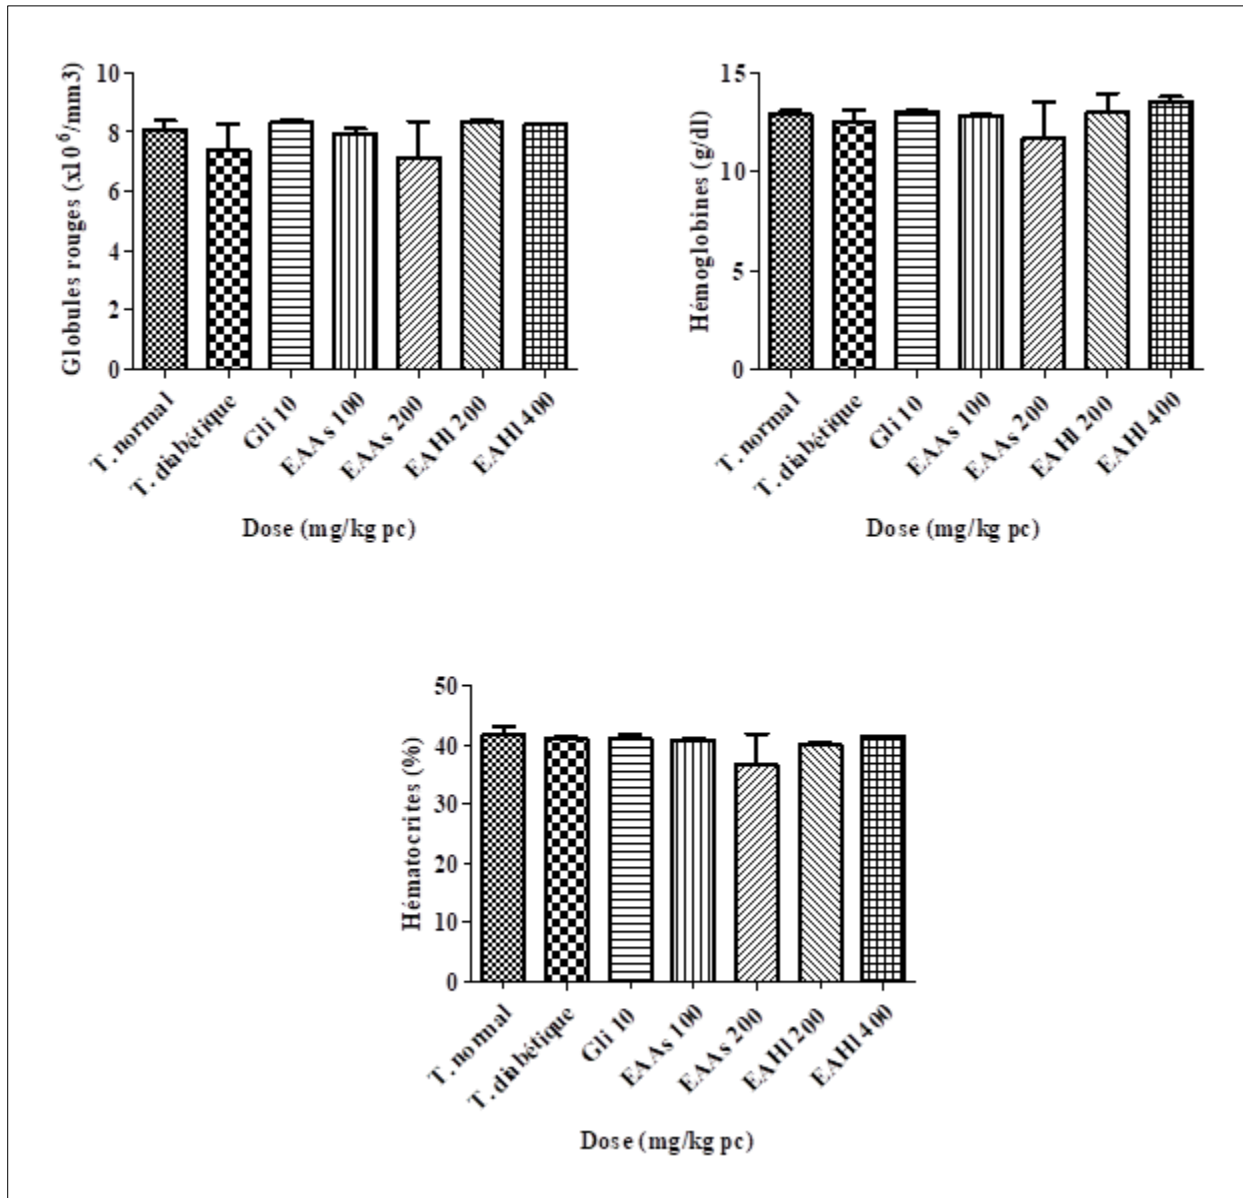 Globules rouges (x10^6/mm3)
10
8
6
4
2
0
T. normal
T. diabétique
Gli 10
EAAs 100
EAAs 200
EAHl 200
EAHl 400
Dose (mg/kg pc)
Hémoglobines (g/dl)
15
10
5
0
T. normal
T. diabétique
Gli 10
EAAs 100
EAAs 200
EAHl 200
EAHl 400
Dose (mg/kg pc)
Hématocrites (%)
50
40
30
20
10
0
T. normal
T. diabétique
Gli 10
EAAs 100
EAAs 200
EAHl 200
EAHl 400
Dose (mg/kg pc)